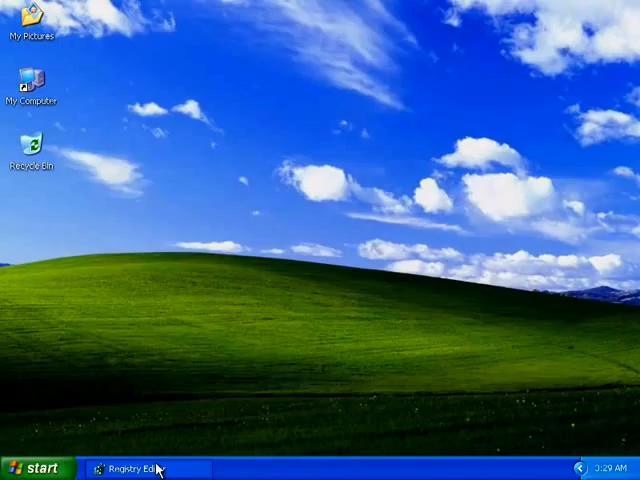 My Pictures
My Computer
Recycle Bin
start
Registry Edi
3:29 AM